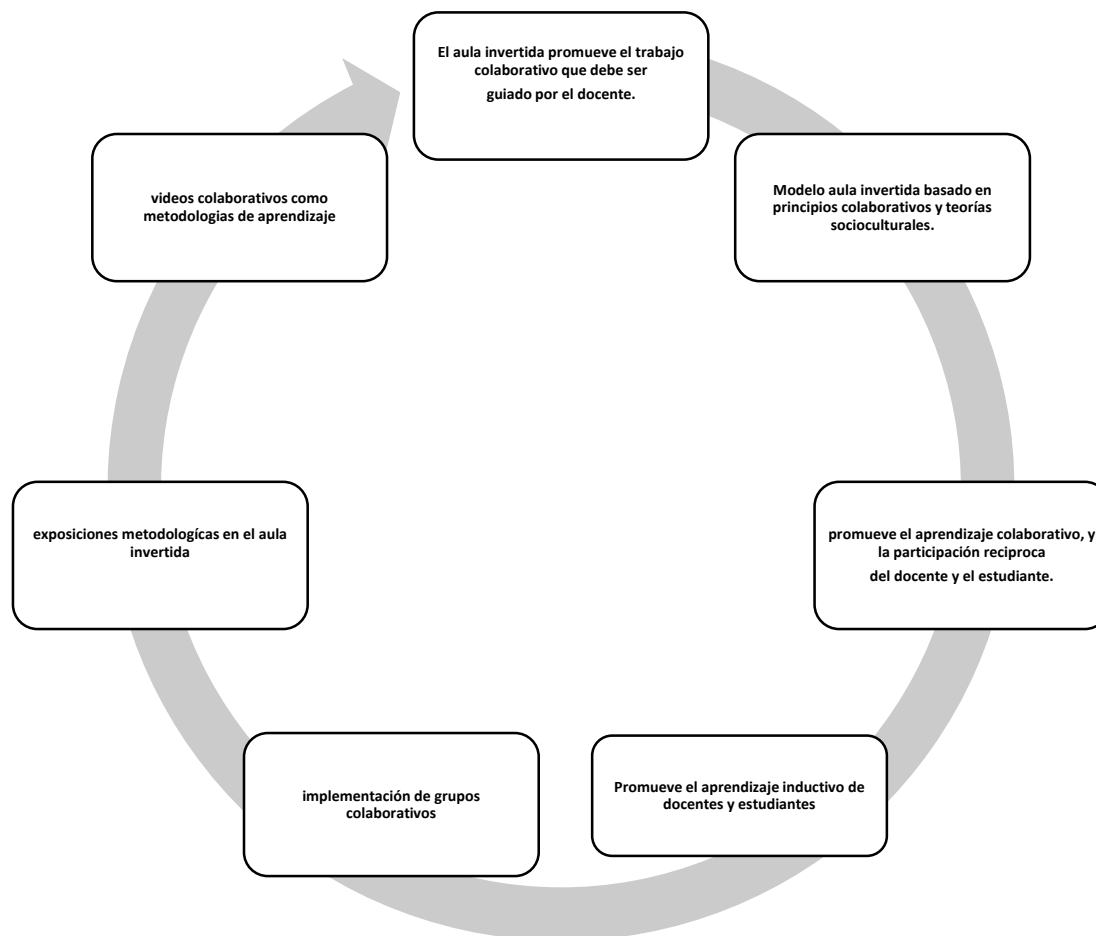 El aula invertida promueve el trabajo
colaborativo que debe ser
guiado por el docente.
Modelo aula invertida basado en
principios colaborativos y teorías
socioculturales.
promueve el aprendizaje colaborativo, y
la participación reciproca
del docente y el estudiante.
Promueve el aprendizaje inductivo de
docentes y estudiantes
implementación de grupos
colaborativos
exposiciones metodologícas en el aula
invertida
videos colaborativos como
metodologias de aprendizaje